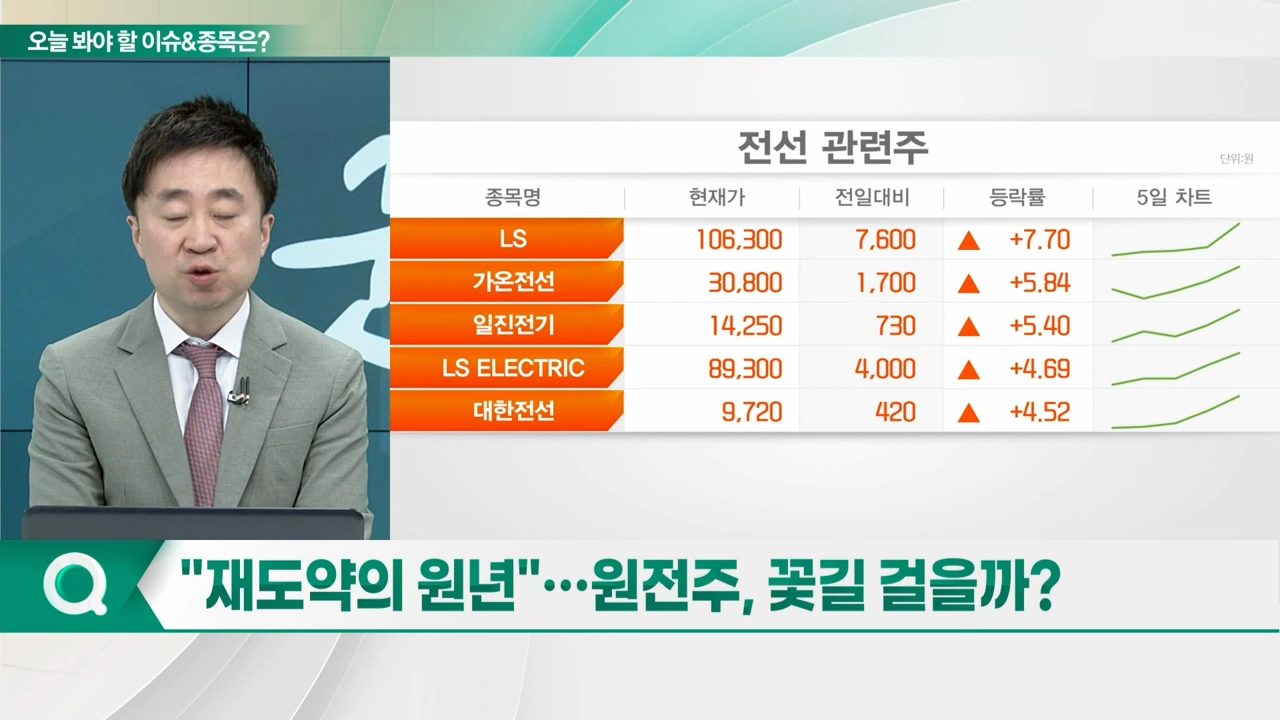 오늘 봐야 할 이슈&종목은?
전선 관련주
단위:원
종목명 현재가 전일대비 등락률 5일 차트
LS 106,300 7,600 ▲ +7.70
가온전선 30,800 1,700 ▲ +5.84
일진전기 14,250 730 ▲ +5.40
LS ELECTRIC 89,300 4,000 ▲ +4.69
대한전선 9,720 420 ▲ +4.52
"재도약의 원년"…원전주, 꽃길 걸을까?